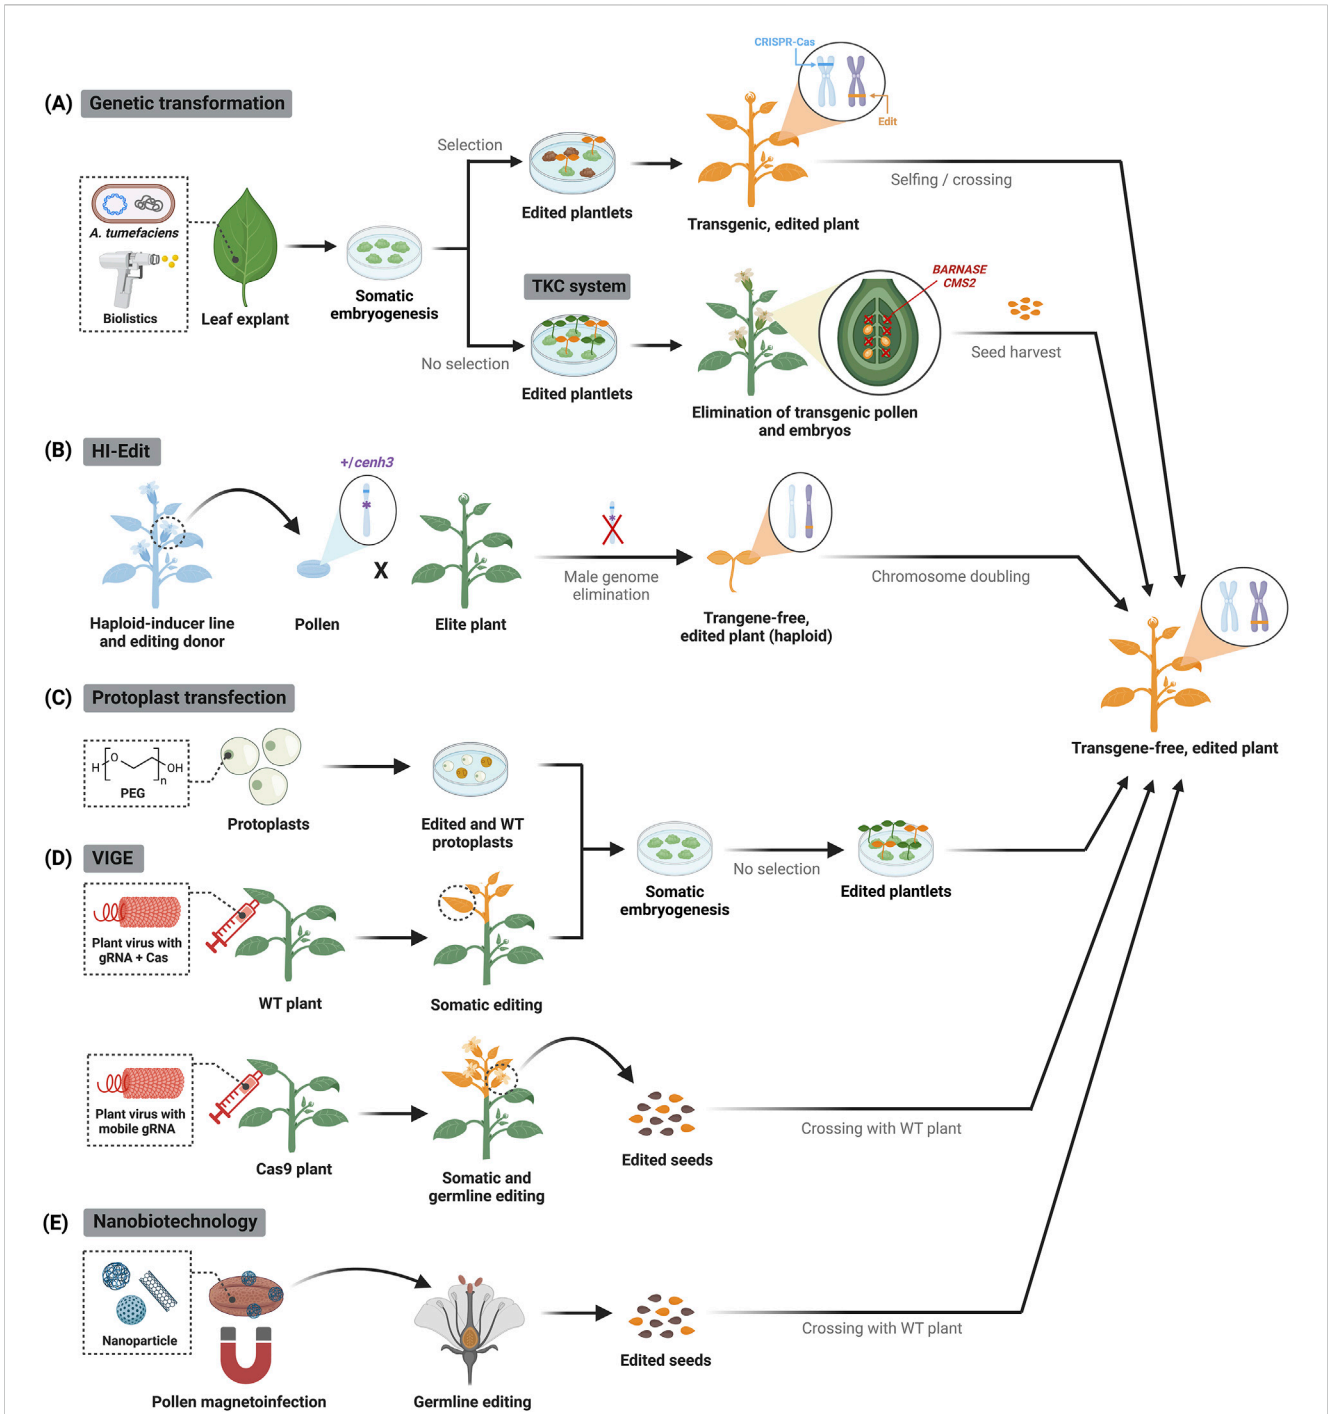 CRISPR-Cas
(A) Genetic transformation
Edit
Selection
A. tumefaciens
Biolistics
Leaf explant
Somatic
embryogenesis
Edited plantlets
Transgenic, edited plant
Selfing / crossing
TKC system
BARNASE
CMS2
No selection
Edited plantlets
Seed harvest
Elimination of transgenic pollen
and embryos
(B) HI-Edit
+/cenh3
X
Male genome
elimination
Chromosome doubling
Haploid-inducer line
and editing donor
Pollen
Elite plant
Trangene-free,
edited plant (haploid)
(C) Protoplast transfection
H O OH
n
PEG
Protoplasts
Edited and WT
protoplasts
Transgene-free, edited plant
(D) VIGE
Somatic
embryogenesis
No selection
Edited plantlets
Plant virus with
gRNA + Cas
WT plant
Somatic editing
Plant virus with
mobile gRNA
Cas9 plant
Somatic and
germline editing
Edited seeds
Crossing with WT plant
(E) Nanobiotechnology
Nanoparticle
Pollen magnetoinfection
Germline editing
Edited seeds
Crossing with WT plant